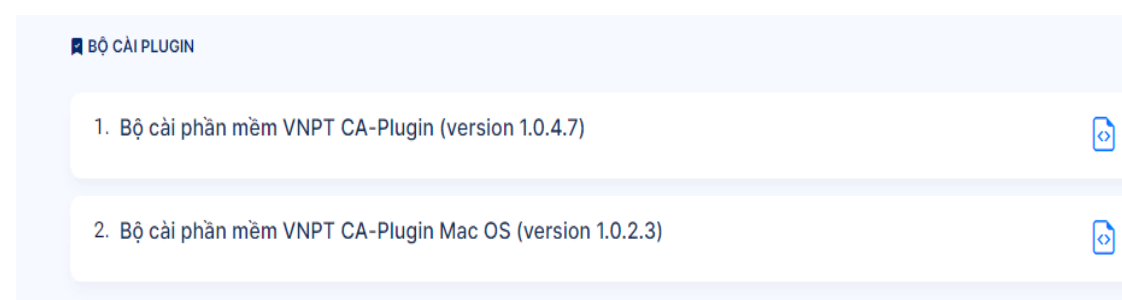 BỘ CÀI PLUGIN
1. Bộ cài phần mềm VNPT CA-Plugin (version 1.0.4.7)
2. Bộ cài phần mềm VNPT CA-Plugin Mac OS (version 1.0.2.3)